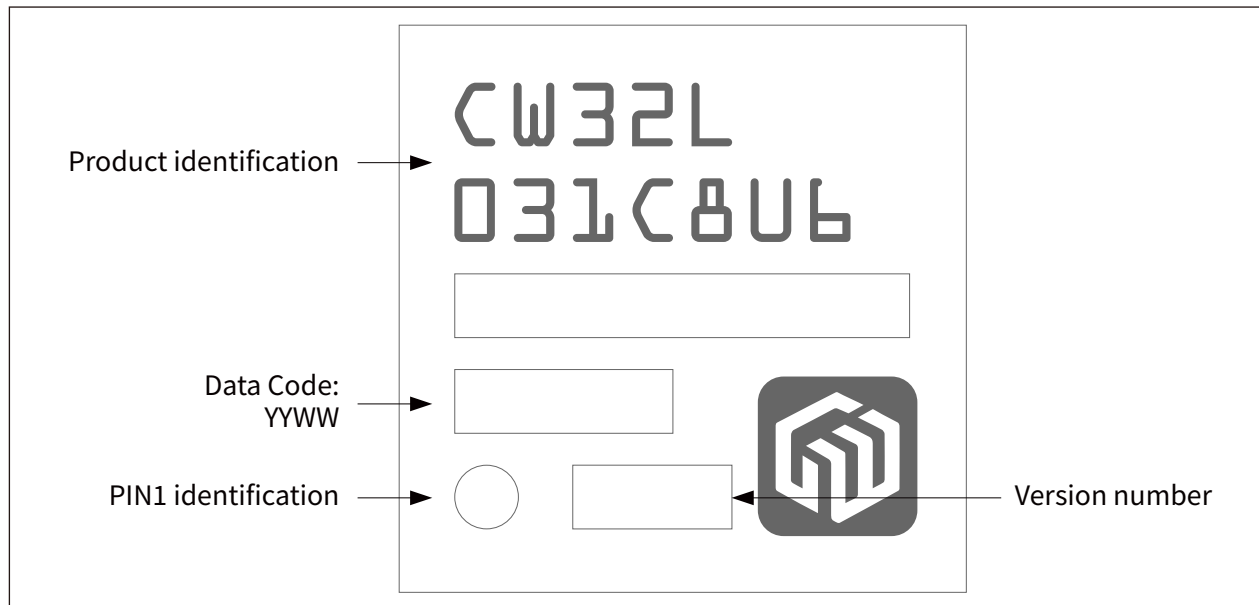 CW32L
Product identification
031C8U6
Data Code:
YYWW
PIN1 identification
Version number